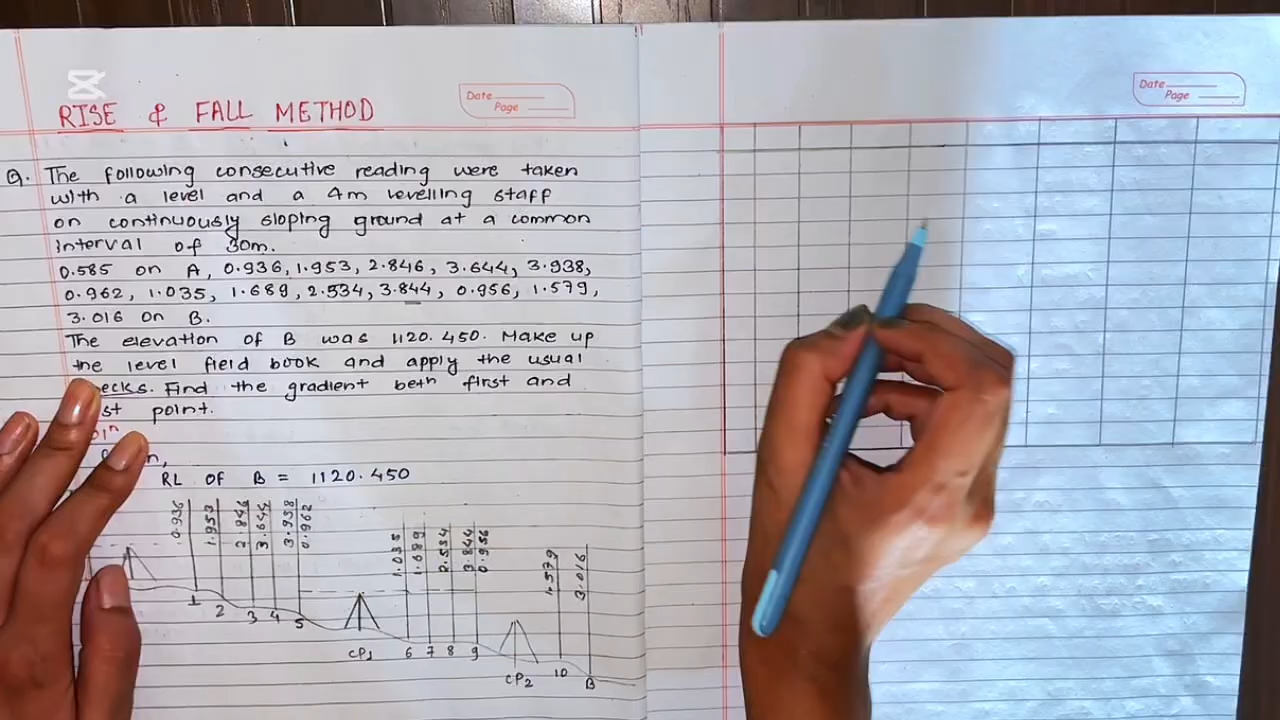 RISE & FALL METHOD
Date
Page
Q. The following consecutive reading were taken
with a level and a 4m levelling staff
on continuously sloping ground at a common
interval of 30m.
0.585 on A, 0.936, 1.953, 2.846, 3.644, 3.938,
0.962, 1.035, 1.689, 2.534, 3.844, 0.956, 1.579,
3.016 on B.
The elevation of B was 1120.450. Make up
the level field book and apply the usual
ecks. Find the gradient betn first and
st point.
RL OF B = 1120.450
0.936 1.953 2.846 3.644 3.938 0.962
1.035 1.689 2.534 3.844 0.956
1.579 3.016
1 2 3 4 5
CP1 6 7 8 9
CP2 10 B
Date
Page